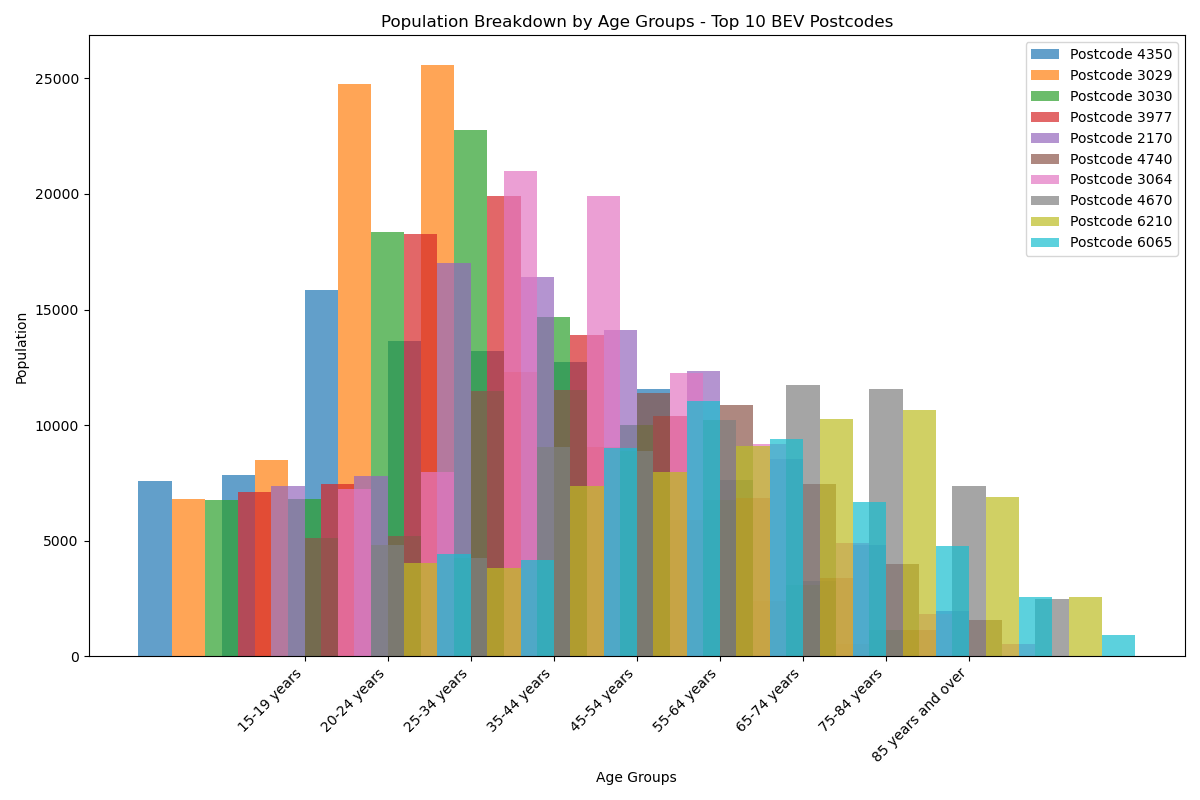 Population Breakdown by Age Groups - Top 10 BEV Postcodes
Population
25000
20000
15000
10000
5000
0
Postcode 4350
Postcode 3029
Postcode 3030
Postcode 3977
Postcode 2170
Postcode 4740
Postcode 3064
Postcode 4670
Postcode 6210
Postcode 6065
15-19 years
20-24 years
25-34 years
35-44 years
45-54 years
55-64 years
65-74 years
75-84 years
85 years and over
Age Groups